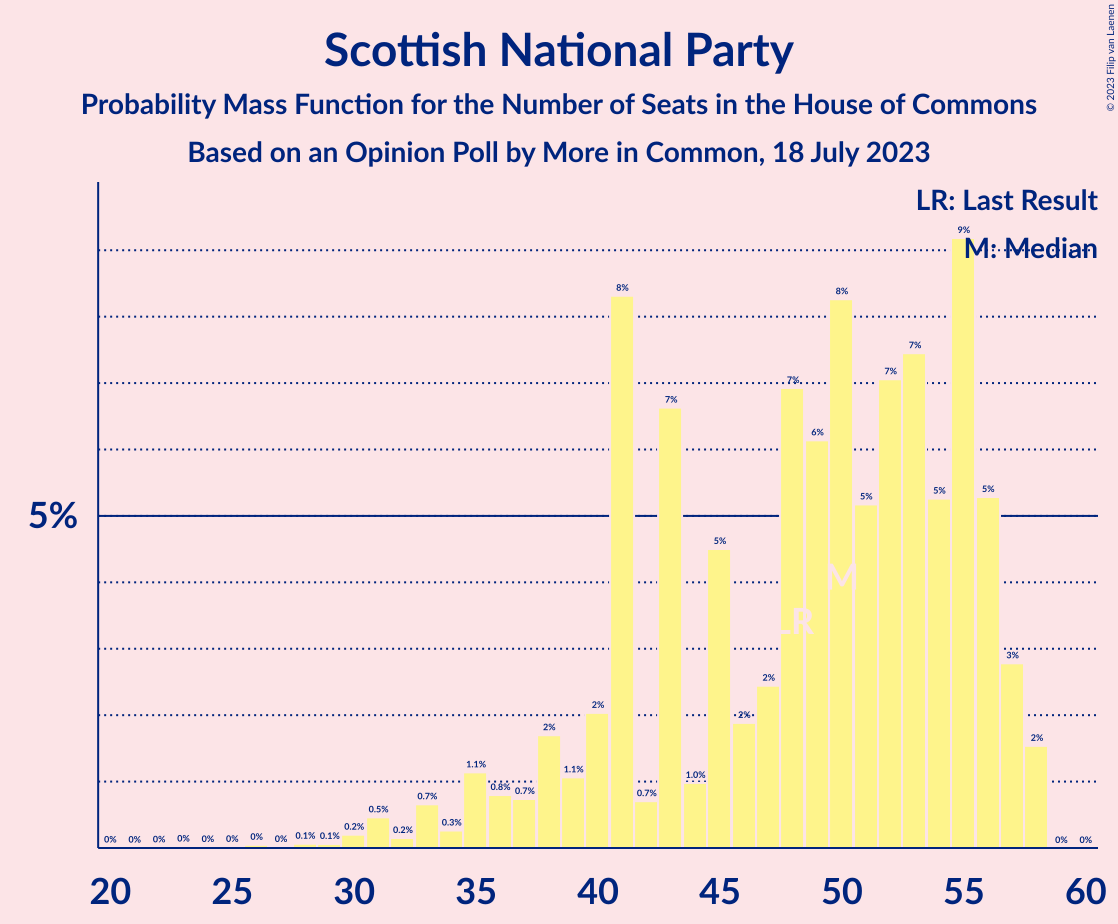 Scottish National Party
Probability Mass Function for the Number of Seats in the House of Commons
Based on an Opinion Poll by More in Common, 18 July 2023
© 2023 Filip van Laenen
LR: Last Result
M: Median
5%
0% 0% 0% 0% 0% 0% 0% 0% 0.1% 0.1% 0.2% 0.5% 0.2% 0.7% 0.3% 1.1% 0.8% 0.7% 2% 1.1% 2% 8% 0.7% 7% 1.0% 5% 2% 2% 7% 6% 8% 5% 7% 7% 5% 9% 5% 3% 2% 0% 0%
M
LR
20 25 30 35 40 45 50 55 60